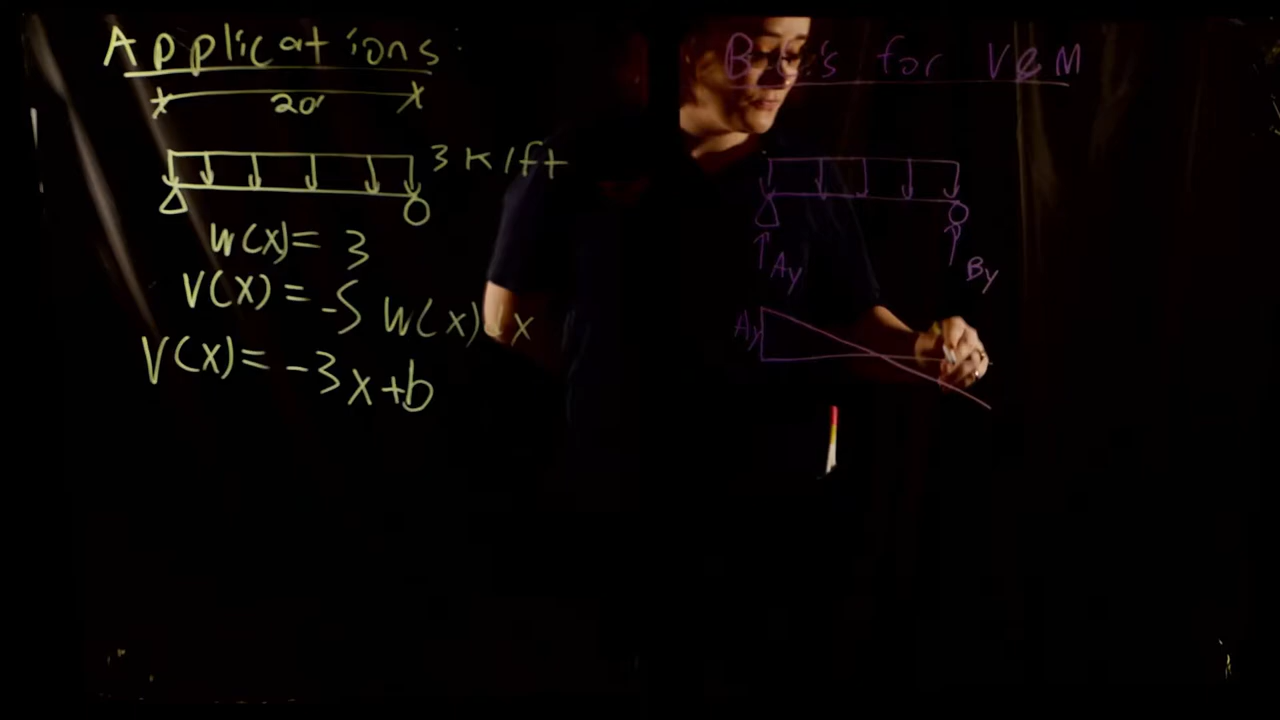 Applications:
20'
3 K/ft
W(x) = 3
V(x) = -∫ W(x) dx
V(x) = -3x+b
B.C.'s for V&M
Ay
By
Ay